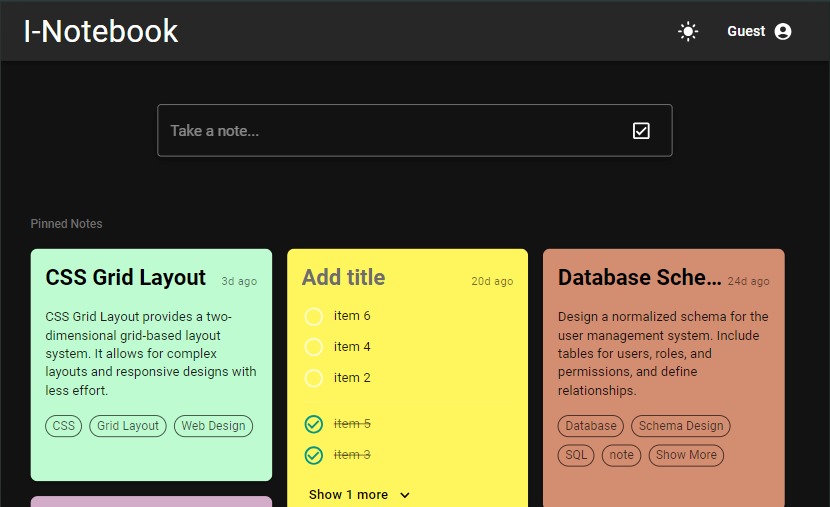 I-Notebook
Guest
Take a note...
Pinned Notes
CSS Grid Layout
3d ago
CSS Grid Layout provides a two-
dimensional grid-based layout
system. It allows for complex
layouts and responsive designs with
less effort.
CSS Grid Layout Web Design
Add title
20d ago
item 6
item 4
item 2
item 5
item 3
Show 1 more
Database Sche...
24d ago
Design a normalized schema for the
user management system. Include
tables for users, roles, and
permissions, and define
relationships.
Database Schema Design
SQL note Show More